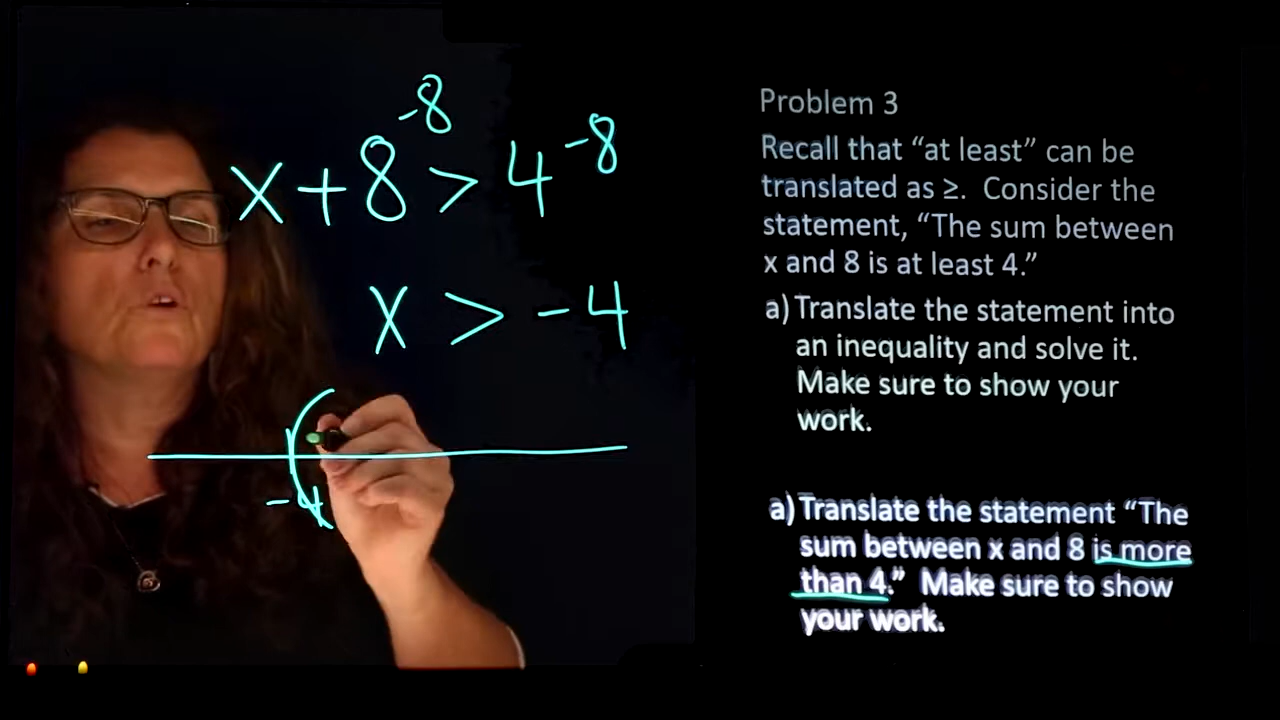 -8
x+8 > 4 -8
x > -4
-4
Problem 3
Recall that “at least” can be
translated as ≥. Consider the
statement, “The sum between
x and 8 is at least 4.”
a) Translate the statement into
an inequality and solve it.
Make sure to show your
work.
a) Translate the statement “The
sum between x and 8 is more
than 4.” Make sure to show
your work.